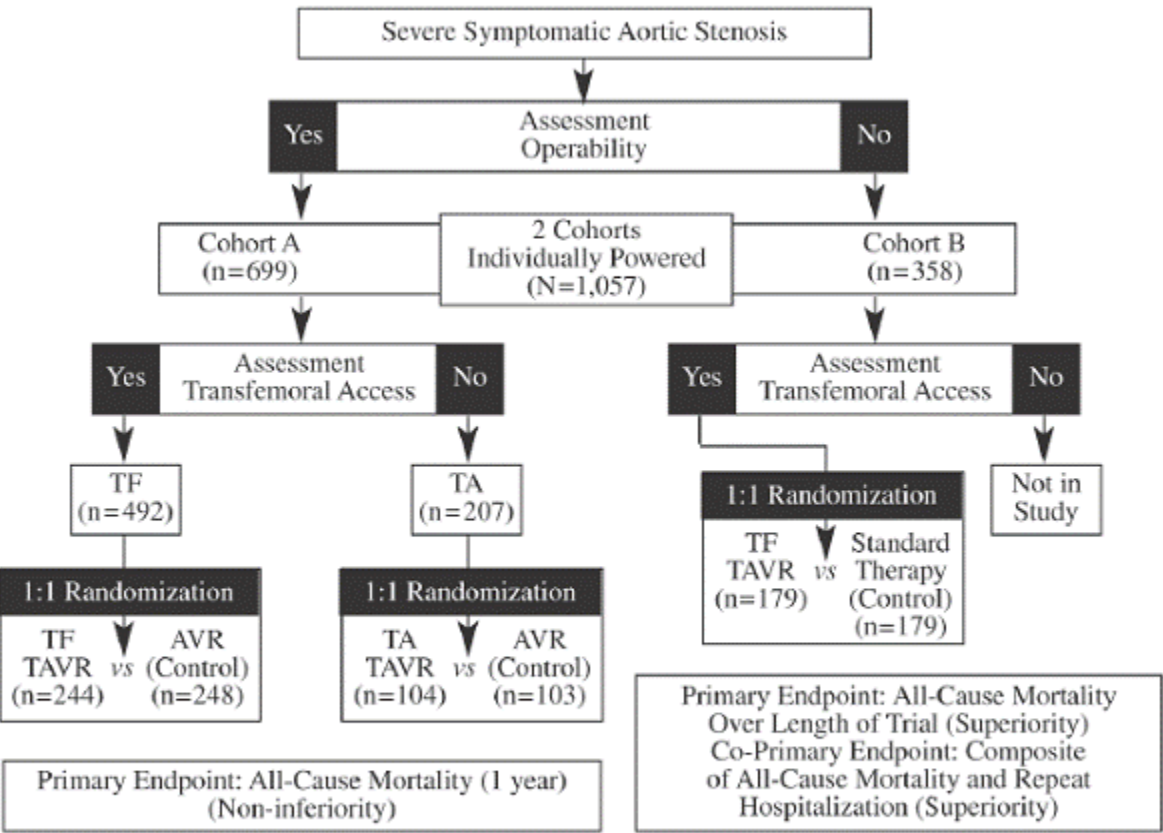 Severe Symptomatic Aortic Stenosis
Yes
Assessment
Operability
No
Cohort A
(n=699)
2 Cohorts
Individually Powered
(N=1,057)
Cohort B
(n=358)
Yes
Assessment
Transfemoral Access
No
Yes
Assessment
Transfemoral Access
No
TF
(n=492)
TA
(n=207)
1:1 Randomization
TF
TAVR
(n=244)
vs
AVR
(Control)
(n=248)
1:1 Randomization
TA
TAVR
(n=104)
vs
AVR
(Control)
(n=103)
1:1 Randomization
TF
TAVR
(n=179)
vs
Standard
Therapy
(Control)
(n=179)
Not in
Study
Primary Endpoint: All-Cause Mortality (1 year)
(Non-inferiority)
Primary Endpoint: All-Cause Mortality
Over Length of Trial (Superiority)
Co-Primary Endpoint: Composite
of All-Cause Mortality and Repeat
Hospitalization (Superiority)